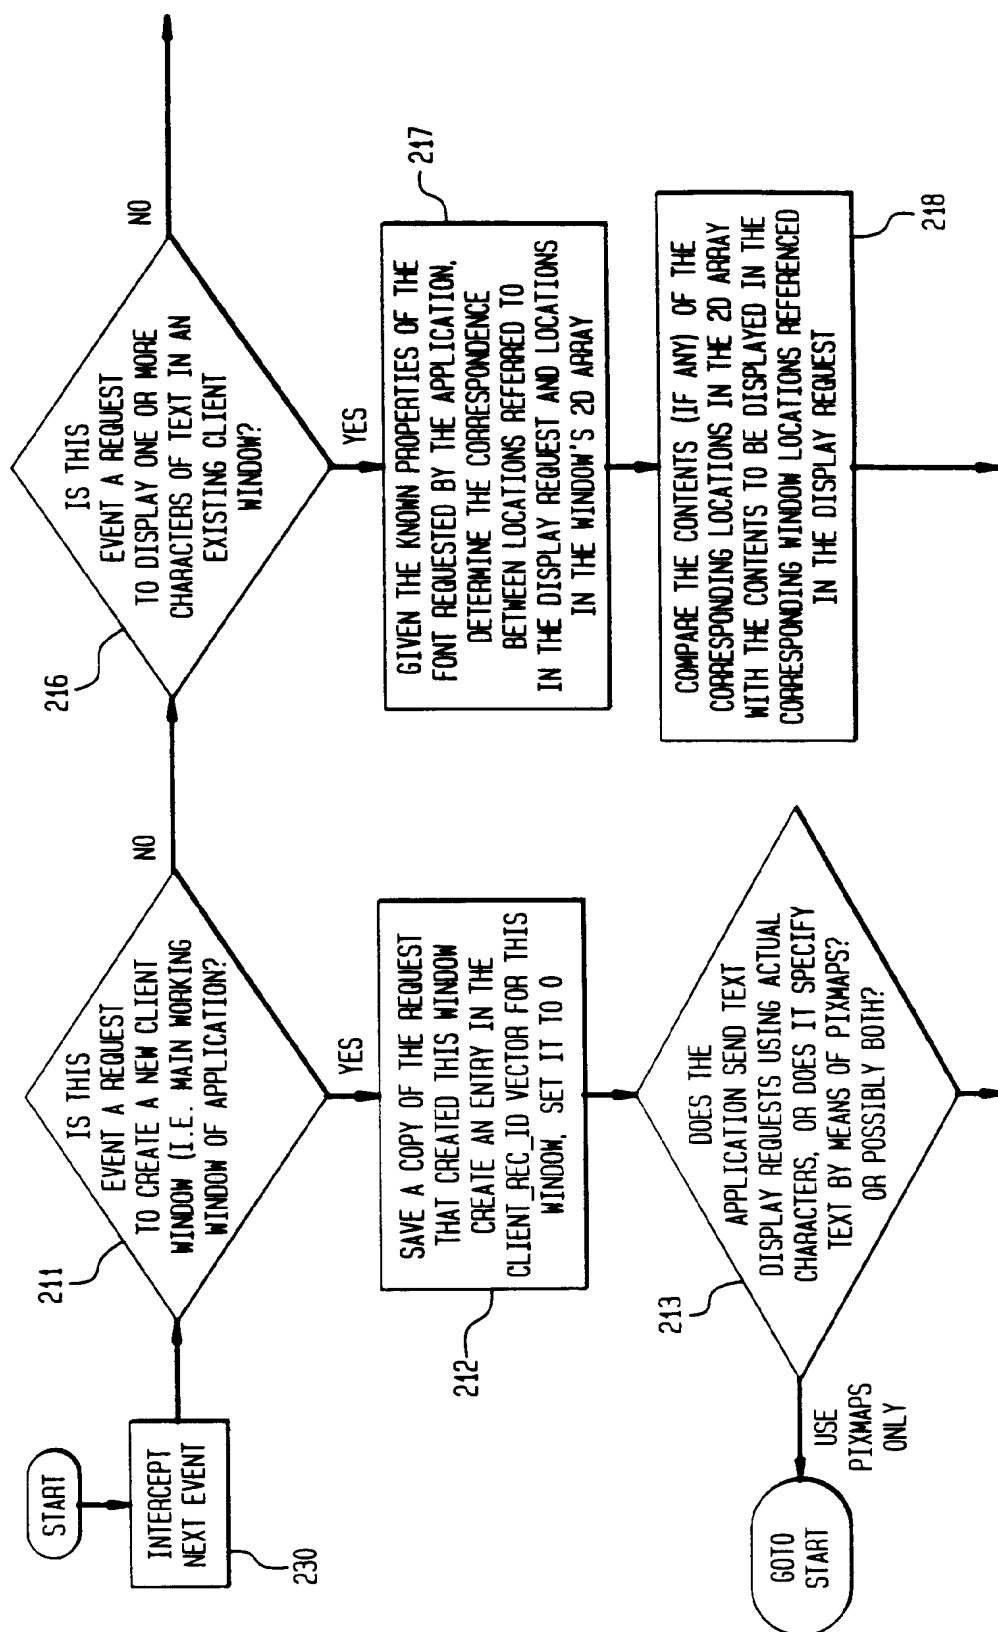 START
INTERCEPT
NEXT EVENT
230
IS THIS
EVENT A REQUEST
TO CREATE A NEW CLIENT
WINDOW (I.E. MAIN WORKING
WINDOW OF APPLICATION?
211
NO
YES
SAVE A COPY OF THE REQUEST
THAT CREATED THIS WINDOW
CREATE AN ENTRY IN THE
CLIENT_REC_ID VECTOR FOR THIS
WINDOW, SET IT TO 0
212
DOES THE
APPLICATION SEND TEXT
DISPLAY REQUESTS USING ACTUAL
CHARACTERS, OR DOES IT SPECIFY
TEXT BY MEANS OF PIXMAPS?
OR POSSIBLY BOTH?
213
USE
PIXMAPS
ONLY
GOTO
START
IS THIS
EVENT A REQUEST
TO DISPLAY ONE OR MORE
CHARACTERS OF TEXT IN AN
EXISTING CLIENT
WINDOW?
216
NO
YES
GIVEN THE KNOWN PROPERTIES OF THE
FONT REQUESTED BY THE APPLICATION,
DETERMINE THE CORRESPONDENCE
BETWEEN LOCATIONS REFERRED TO
IN THE DISPLAY REQUEST AND LOCATIONS
IN THE WINDOW'S 2D ARRAY
217
COMPARE THE CONTENTS (IF ANY) OF THE
CORRESPONDING LOCATIONS IN THE 2D ARRAY
WITH THE CONTENTS TO BE DISPLAYED IN THE
CORRESPONDING WINDOW LOCATIONS REFERENCED
IN THE DISPLAY REQUEST
218